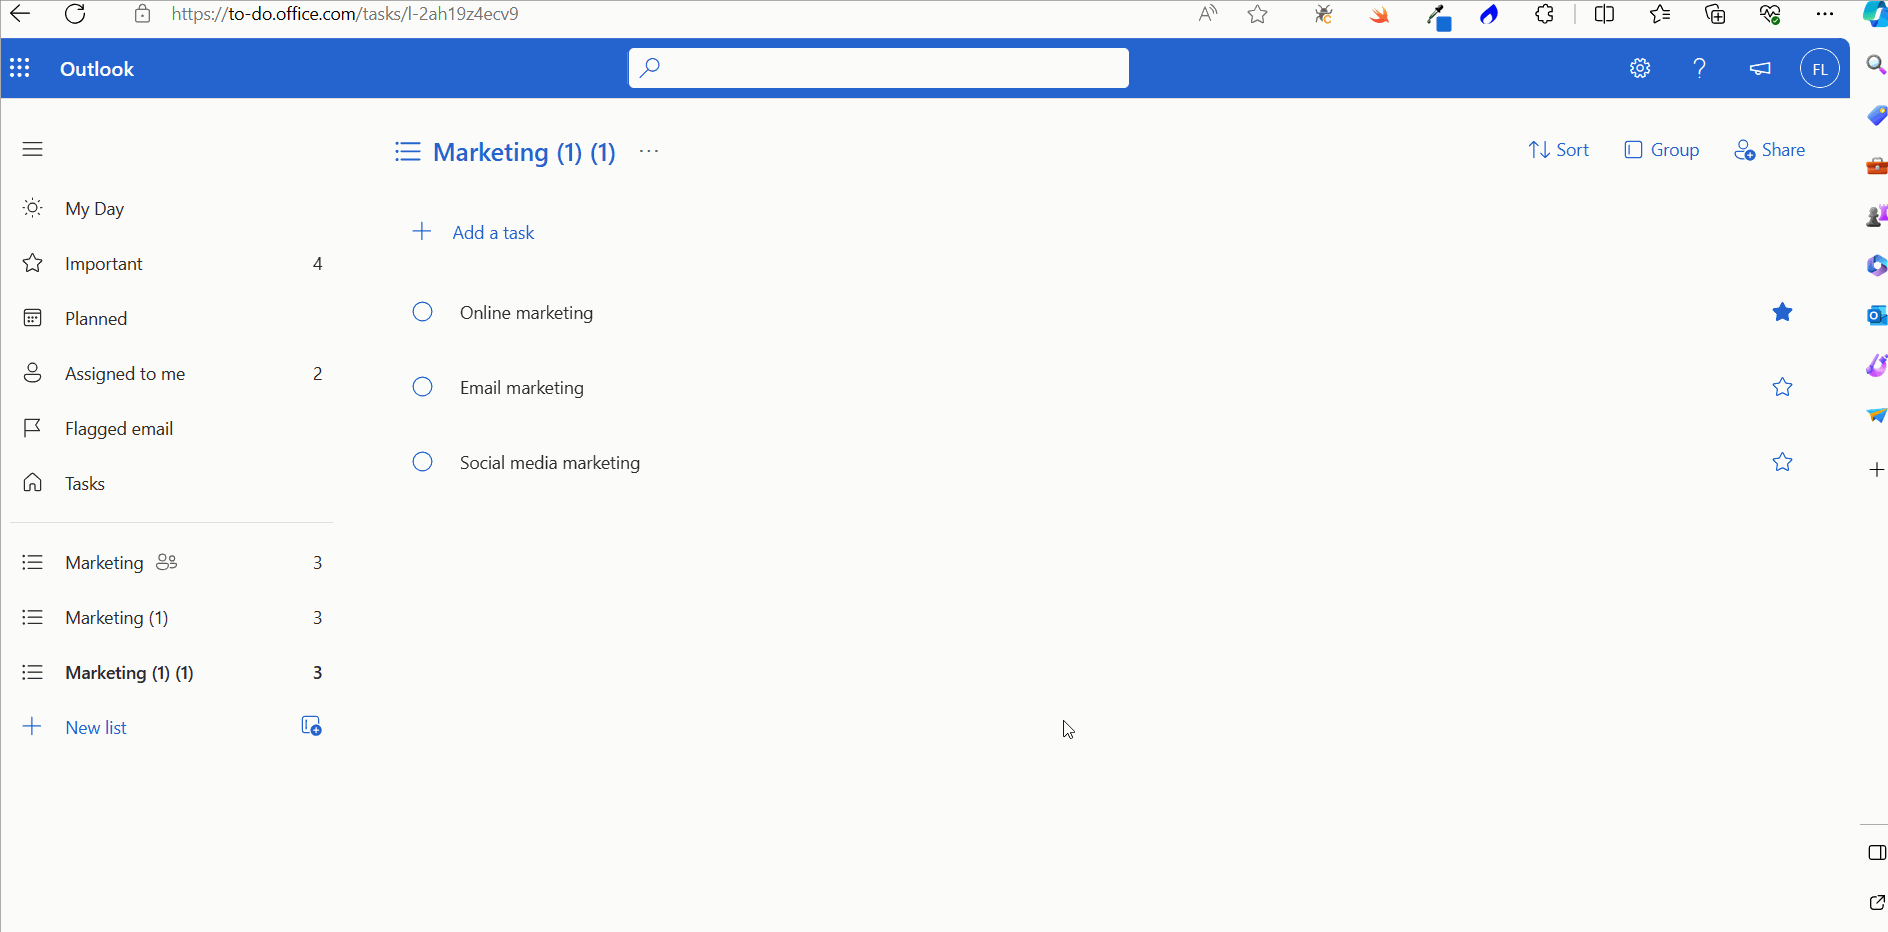 https://to-do.office.com/tasks/l-2ah19z4ecv9
Outlook
FL
Marketing (1) (1) ...
Sort
Group
Share
My Day
Important 4
Planned
Assigned to me 2
Flagged email
Tasks
Marketing 3
Marketing (1) 3
Marketing (1) (1) 3
New list
Add a task
Online marketing
Email marketing
Social media marketing